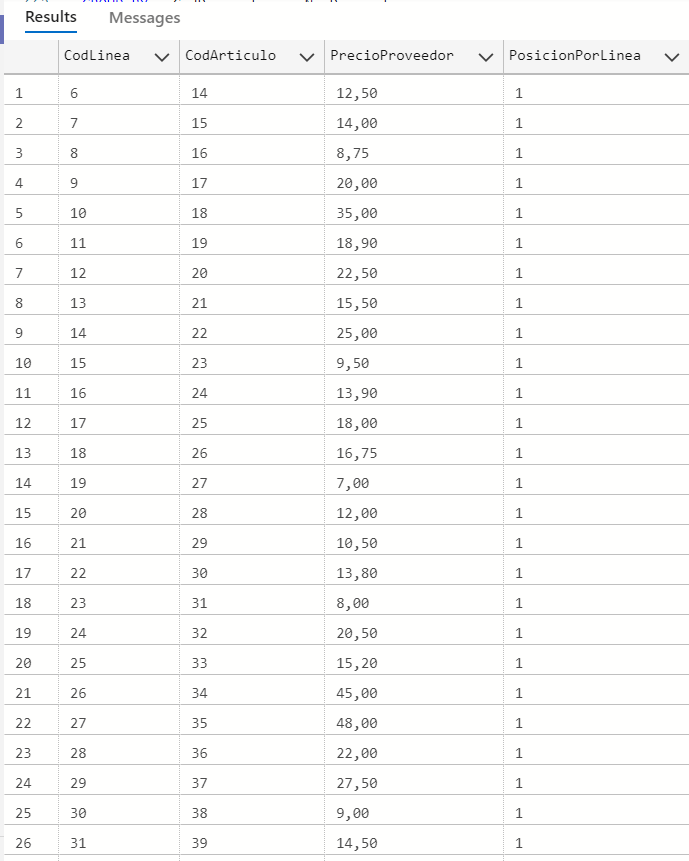 Results Messages
CodLinea CodArticulo PrecioProveedor PosicionPorLinea
1 6 14 12,50 1
2 7 15 14,00 1
3 8 16 8,75 1
4 9 17 20,00 1
5 10 18 35,00 1
6 11 19 18,90 1
7 12 20 22,50 1
8 13 21 15,50 1
9 14 22 25,00 1
10 15 23 9,50 1
11 16 24 13,90 1
12 17 25 18,00 1
13 18 26 16,75 1
14 19 27 7,00 1
15 20 28 12,00 1
16 21 29 10,50 1
17 22 30 13,80 1
18 23 31 8,00 1
19 24 32 20,50 1
20 25 33 15,20 1
21 26 34 45,00 1
22 27 35 48,00 1
23 28 36 22,00 1
24 29 37 27,50 1
25 30 38 9,00 1
26 31 39 14,50 1